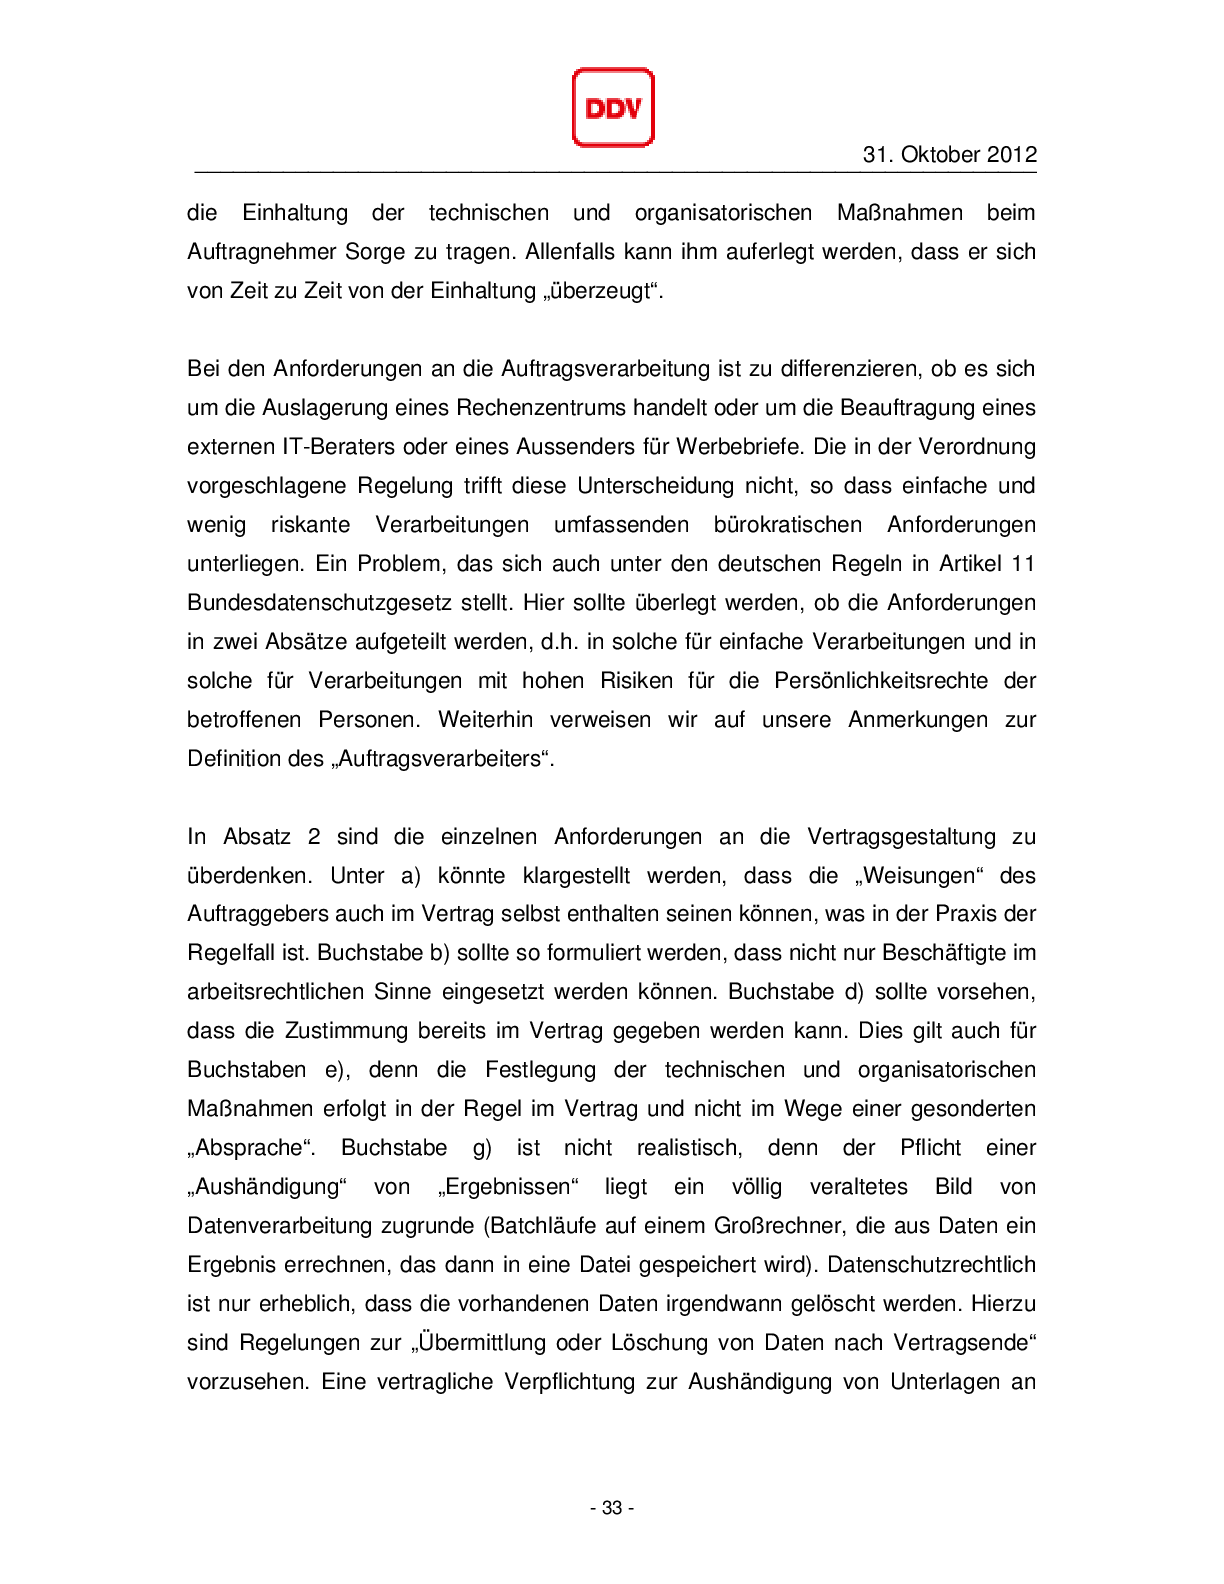 DDV
31. Oktober 2012
die Einhaltung der technischen und organisatorischen Maßnahmen beim
Auftragnehmer Sorge zu tragen. Allenfalls kann ihm auferlegt werden, dass er sich
von Zeit zu Zeit von der Einhaltung „überzeugt“.
Bei den Anforderungen an die Auftragsverarbeitung ist zu differenzieren, ob es sich
um die Auslagerung eines Rechenzentrums handelt oder um die Beauftragung eines
externen IT-Beraters oder eines Aussenders für Werbebriefe. Die in der Verordnung
vorgeschlagene Regelung trifft diese Unterscheidung nicht, so dass einfache und
wenig riskante Verarbeitungen umfassenden bürokratischen Anforderungen
unterliegen. Ein Problem, das sich auch unter den deutschen Regeln in Artikel 11
Bundesdatenschutzgesetz stellt. Hier sollte überlegt werden, ob die Anforderungen
in zwei Absätze aufgeteilt werden, d.h. in solche für einfache Verarbeitungen und in
solche für Verarbeitungen mit hohen Risiken für die Persönlichkeitsrechte der
betroffenen Personen. Weiterhin verweisen wir auf unsere Anmerkungen zur
Definition des „Auftragsverarbeiters“.
In Absatz 2 sind die einzelnen Anforderungen an die Vertragsgestaltung zu
überdenken. Unter a) könnte klargestellt werden, dass die „Weisungen“ des
Auftraggebers auch im Vertrag selbst enthalten seinen können, was in der Praxis der
Regelfall ist. Buchstabe b) sollte so formuliert werden, dass nicht nur Beschäftigte im
arbeitsrechtlichen Sinne eingesetzt werden können. Buchstabe d) sollte vorsehen,
dass die Zustimmung bereits im Vertrag gegeben werden kann. Dies gilt auch für
Buchstaben e), denn die Festlegung der technischen und organisatorischen
Maßnahmen erfolgt in der Regel im Vertrag und nicht im Wege einer gesonderten
„Absprache“. Buchstabe g) ist nicht realistisch, denn der Pflicht einer
„Aushändigung“ von „Ergebnissen“ liegt ein völlig veraltetes Bild von
Datenverarbeitung zugrunde (Batchläufe auf einem Großrechner, die aus Daten ein
Ergebnis errechnen, das dann in eine Datei gespeichert wird). Datenschutzrechtlich
ist nur erheblich, dass die vorhandenen Daten irgendwann gelöscht werden. Hierzu
sind Regelungen zur „Übermittlung oder Löschung von Daten nach Vertragsende“
vorzusehen. Eine vertragliche Verpflichtung zur Aushändigung von Unterlagen an
- 33 -